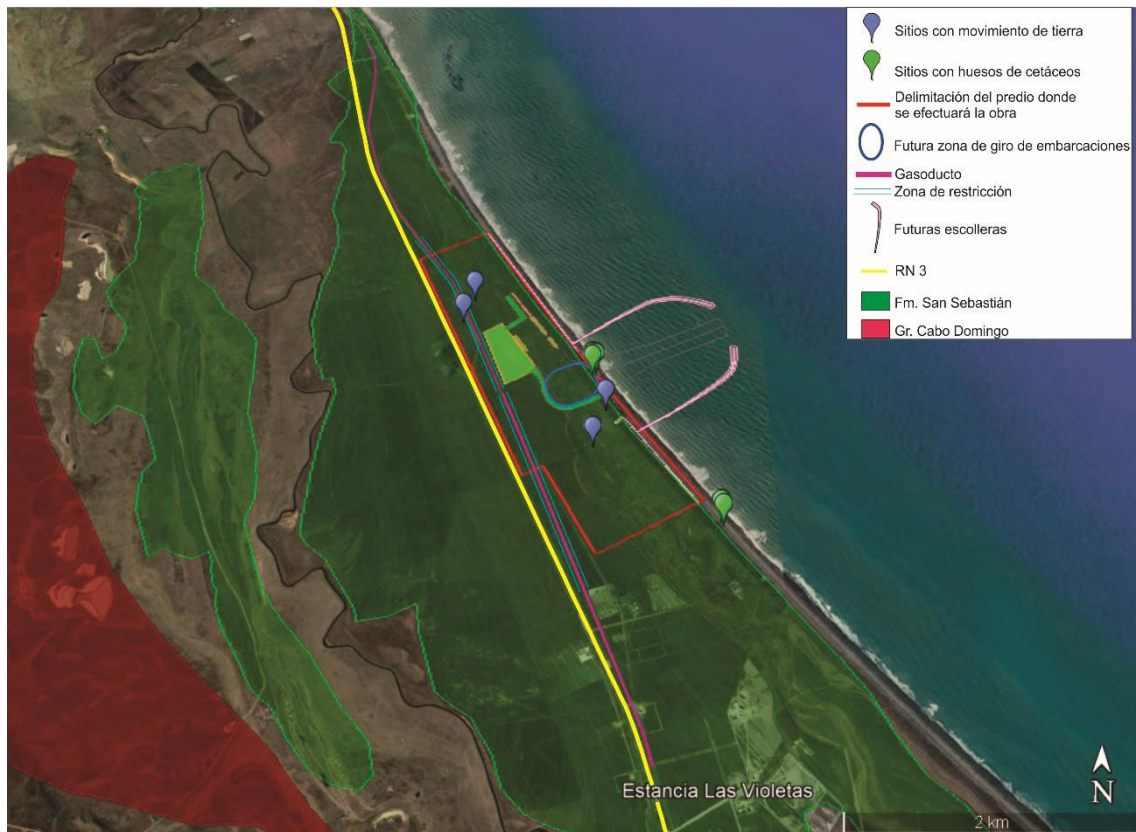 Sitios con movimiento de tierra
Sitios con huesos de cetáceos
Delimitación del predio donde
se efectuará la obra
Futura zona de giro de embarcaciones
Gasoducto
Zona de restricción
Futuras escolleras
RN 3
Fm. San Sebastián
Gr. Cabo Domingo
Estancia Las Violetas
N
2 km